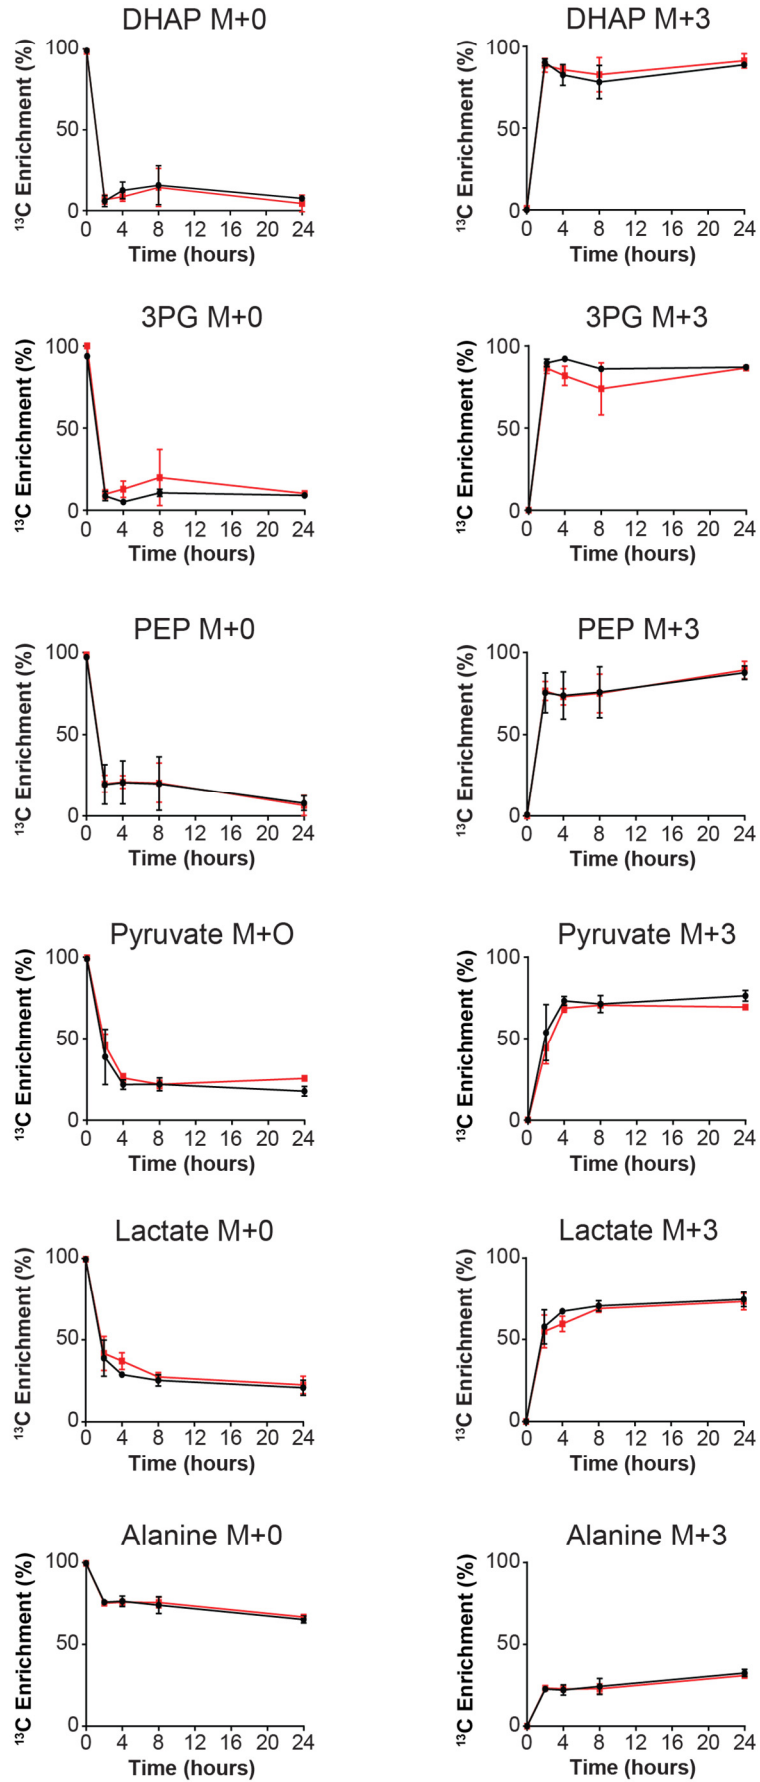 DHAP M+0
DHAP M+3
¹³C Enrichment (%)
100
50
0
0 4 8 12 16 20 24
Time (hours)
¹³C Enrichment (%)
100
50
0
0 4 8 12 16 20 24
Time (hours)
3PG M+0
3PG M+3
¹³C Enrichment (%)
100
50
0
0 4 8 12 16 20 24
Time (hours)
¹³C Enrichment (%)
100
50
0
0 4 8 12 16 20 24
Time (hours)
PEP M+0
PEP M+3
¹³C Enrichment (%)
100
50
0
0 4 8 12 16 20 24
Time (hours)
¹³C Enrichment (%)
100
50
0
0 4 8 12 16 20 24
Time (hours)
Pyruvate M+O
Pyruvate M+3
¹³C Enrichment (%)
100
50
0
0 4 8 12 16 20 24
Time (hours)
¹³C Enrichment (%)
100
50
0
0 4 8 12 16 20 24
Time (hours)
Lactate M+0
Lactate M+3
¹³C Enrichment (%)
100
50
0
0 4 8 12 16 20 24
Time (hours)
¹³C Enrichment (%)
100
50
0
0 4 8 12 16 20 24
Time (hours)
Alanine M+0
Alanine M+3
¹³C Enrichment (%)
100
50
0
0 4 8 12 16 20 24
Time (hours)
¹³C Enrichment (%)
100
50
0
0 4 8 12 16 20 24
Time (hours)